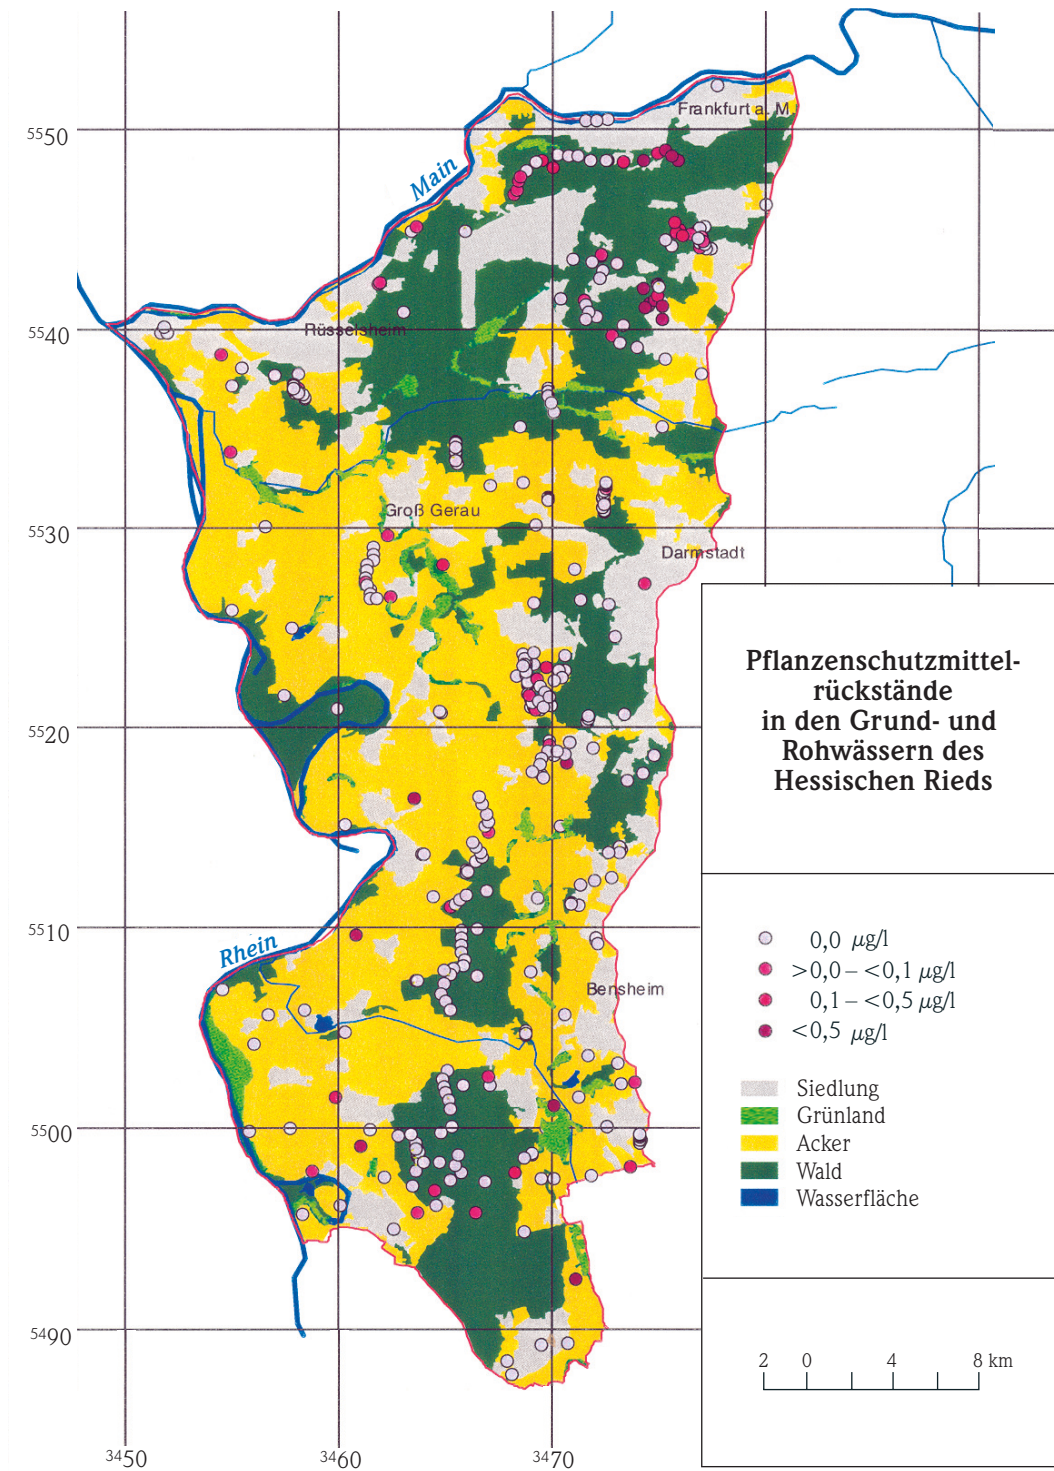 Frankfurt a. M.
5550
Main
5540
Rüsselsheim
Groß Gerau
5530
Darmstadt
Pflanzenschutzmittel-
rückstände
in den Grund- und
Rohwässern des
Hessischen Rieds
5520
5510
Rhein
Bensheim
0,0 µg/l
>0,0 – <0,1 µg/l
0,1 – <0,5 µg/l
<0,5 µg/l
Siedlung
Grünland
Acker
Wald
Wasserfläche
5500
5490
2 0 4 8 km
3450 3460 3470